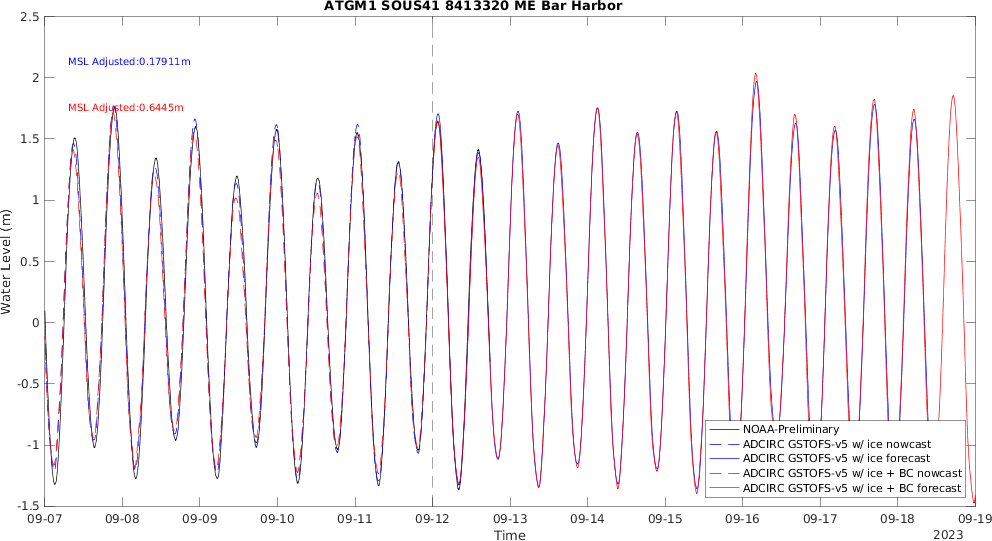 ATGM1 SOUS41 8413320 ME Bar Harbor
MSL Adjusted:0.17911m
MSL Adjusted:0.6445m
Water Level (m)
2.5
2
1.5
1
0.5
0
-0.5
-1
-1.5
NOAA-Preliminary
ADCIRC GSTOFS-v5 w/ ice nowcast
ADCIRC GSTOFS-v5 w/ ice forecast
ADCIRC GSTOFS-v5 w/ ice + BC nowcast
ADCIRC GSTOFS-v5 w/ ice + BC forecast
09-07 09-08 09-09 09-10 09-11 09-12 09-13 09-14 09-15 09-16 09-17 09-18 09-19
Time
2023